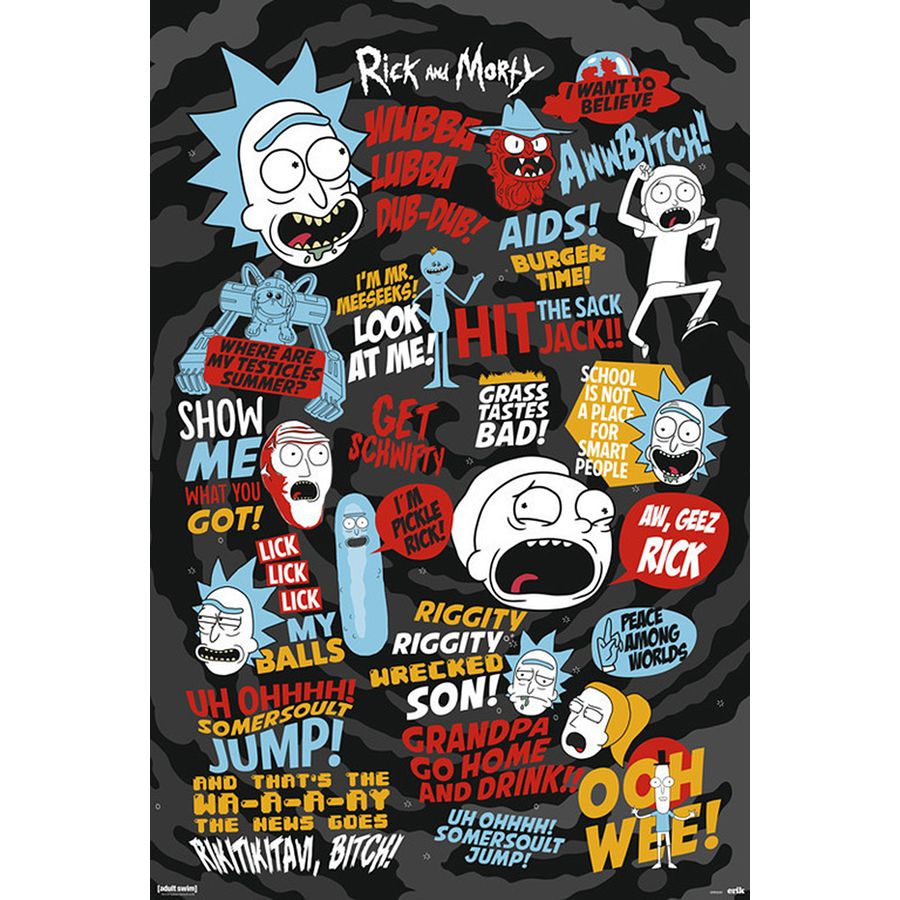 Rick and Morty
I WANT TO
BELIEVE
WUBBA
LUBBA
DUB-DUB!
AWWBITCH!
AIDS!
BURGER
TIME!
I'M MR.
MEESEEKS!
LOOK
AT ME!
HIT THE SACK
JACK!!
WHERE ARE
MY TESTICLES
SUMMER?
GRASS
TASTES
BAD!
SCHOOL
IS NOT
A PLACE
FOR
SMART
PEOPLE
SHOW
ME
WHAT YOU
GOT!
GET
SCHWIFTY
I'M
PICKLE
RICK!
AW, GEEZ
RICK
LICK
LICK
LICK
MY
BALLS
RIGGITY
RIGGITY
WRECKED
SON!
PEACE
AMONG
WORLDS
UH OHHHH!
SOMERSOULT
JUMP!
GRANDPA
GO HOME
AND DRINK!!
AND THAT'S THE
WA-A-A-AY
THE NEWS GOES
RIKITIKITAVI, BITCH!
UH OHHHH!
SOMERSOULT
JUMP!
OOH
WEE!
[adult swim]
erik